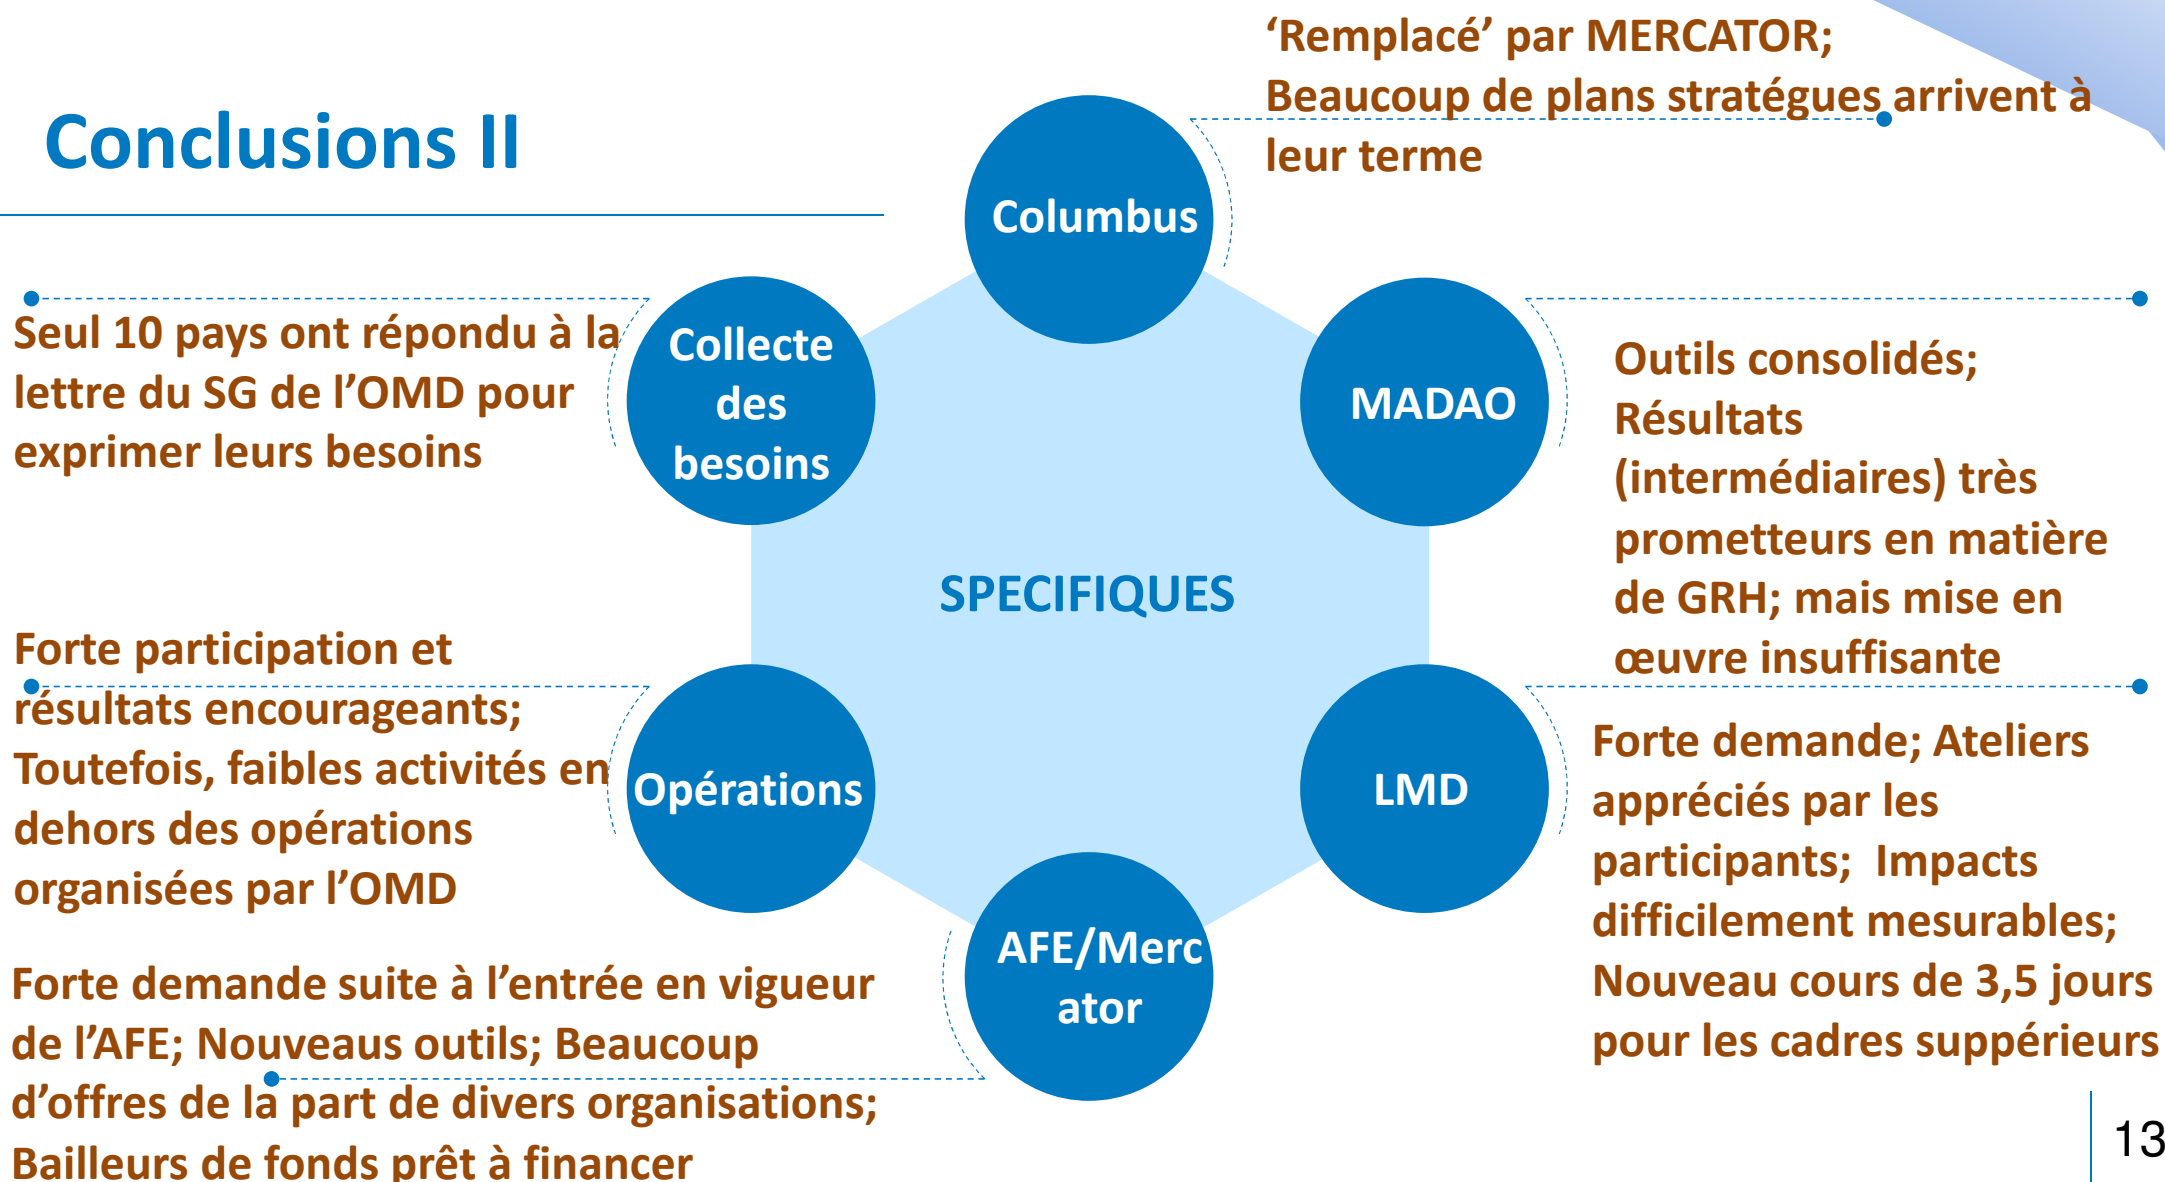 Conclusions II
‘Remplacé’ par MERCATOR;
Beaucoup de plans stratégues arrivent à
leur terme
Columbus
Seul 10 pays ont répondu à la
lettre du SG de l’OMD pour
exprimer leurs besoins
Collecte
des
besoins
MADAO
Outils consolidés;
Résultats
(intermédiaires) très
prometteurs en matière
de GRH; mais mise en
œuvre insuffisante
SPECIFIQUES
Forte participation et
résultats encourageants;
Toutefois, faibles activités en
dehors des opérations
organisées par l’OMD
Opérations
LMD
Forte demande; Ateliers
appréciés par les
participants; Impacts
difficilement mesurables;
Nouveau cours de 3,5 jours
pour les cadres suppérieurs
AFE/Merc
ator
Forte demande suite à l’entrée en vigueur
de l’AFE; Nouveaus outils; Beaucoup
d’offres de la part de divers organisations;
Bailleurs de fonds prêt à financer
13